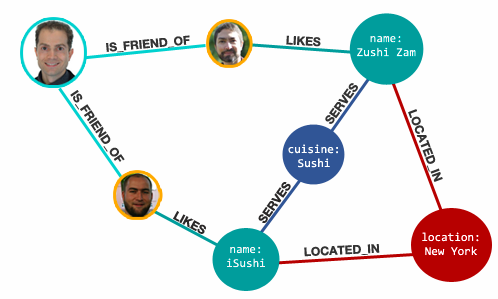 IS_FRIEND_OF
LIKES
name:
Zushi Zam
IS_FRIEND_OF
SERVES
LOCATED_IN
cuisine:
Sushi
SERVES
LIKES
name:
iSushi
LOCATED_IN
location:
New York